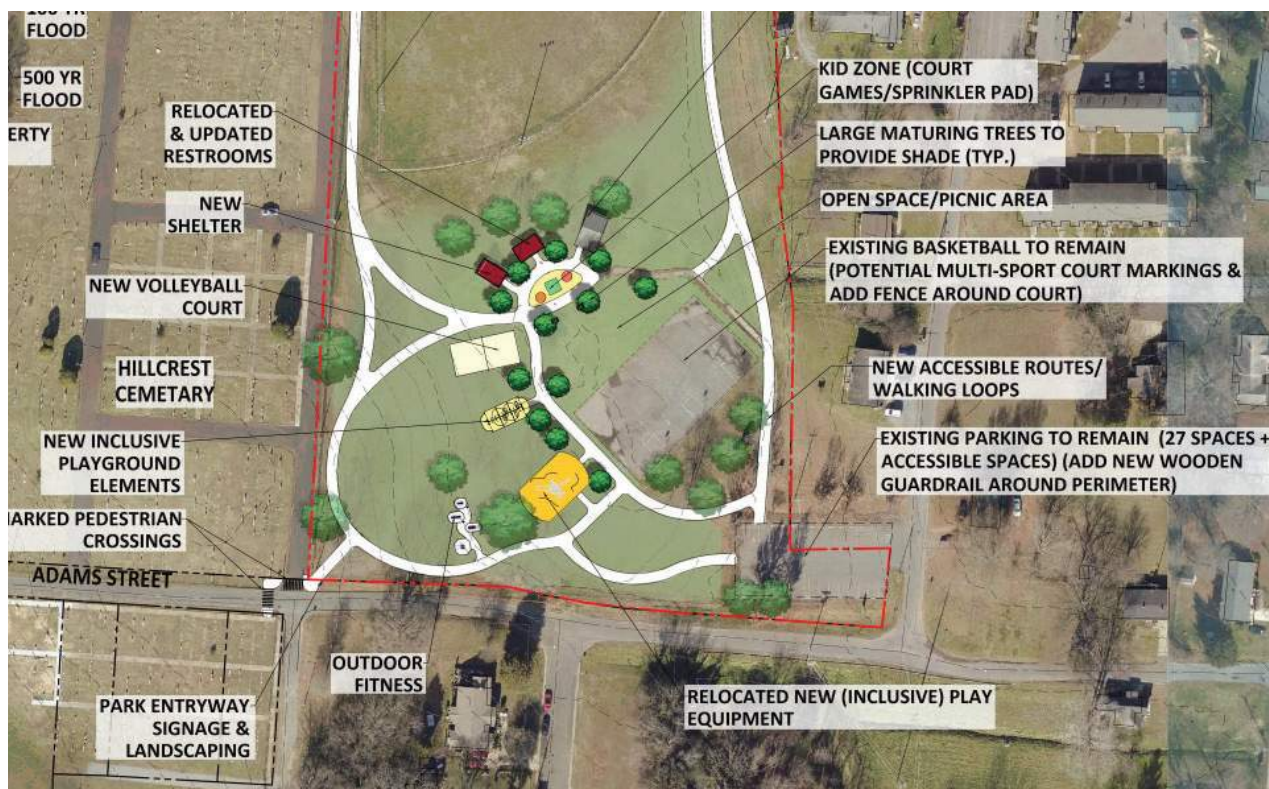 FLOOD
500 YR
FLOOD
RELOCATED
& UPDATED
RESTROOMS
NEW
SHELTER
NEW VOLLEYBALL
COURT
HILLCREST
CEMETARY
NEW INCLUSIVE
PLAYGROUND
ELEMENTS
MARKED PEDESTRIAN
CROSSINGS
ADAMS STREET
PARK ENTRYWAY
SIGNAGE &
LANDSCAPING
OUTDOOR
FITNESS
KID ZONE (COURT
GAMES/SPRINKLER PAD)
LARGE MATURING TREES TO
PROVIDE SHADE (TYP.)
OPEN SPACE/PICNIC AREA
EXISTING BASKETBALL TO REMAIN
(POTENTIAL MULTI-SPORT COURT MARKINGS &
ADD FENCE AROUND COURT)
NEW ACCESSIBLE ROUTES/
WALKING LOOPS
EXISTING PARKING TO REMAIN (27 SPACES +
ACCESSIBLE SPACES) (ADD NEW WOODEN
GUARDRAIL AROUND PERIMETER)
RELOCATED NEW (INCLUSIVE) PLAY
EQUIPMENT